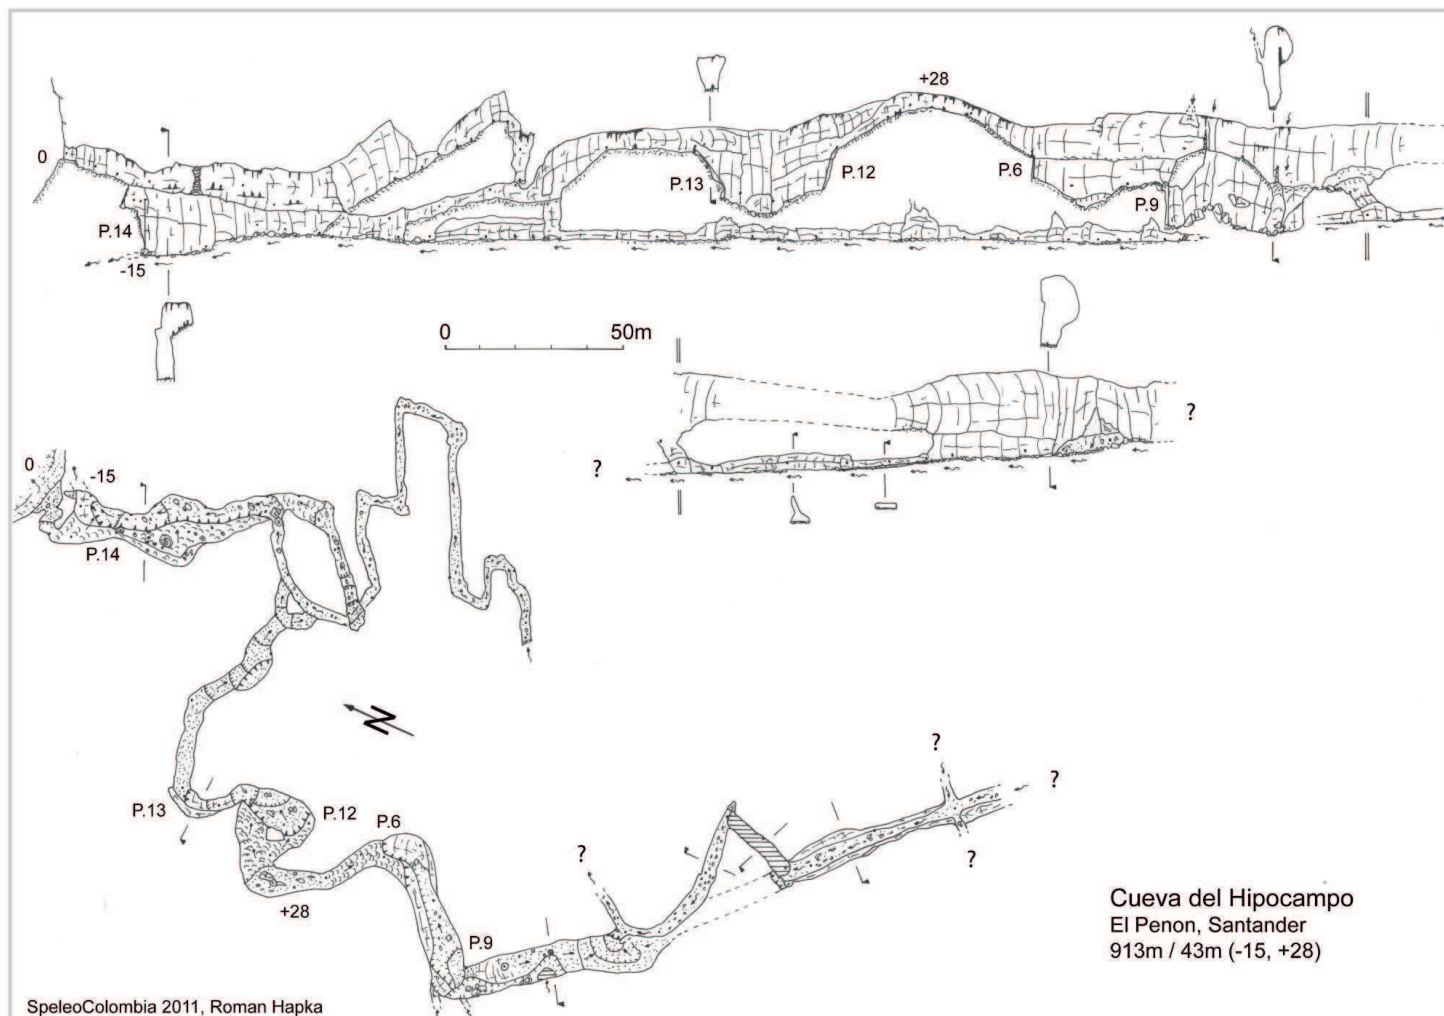 +28
0
P.13
P.12
P.6
P.9
P.14
-15
0 50m
?
?
0
-15
P.14
N
P.13
P.12
P.6
+28
P.9
?
?
?
?
Cueva del Hipocampo
El Penon, Santander
913m / 43m (-15, +28)
SpeleoColombia 2011, Roman Hapka